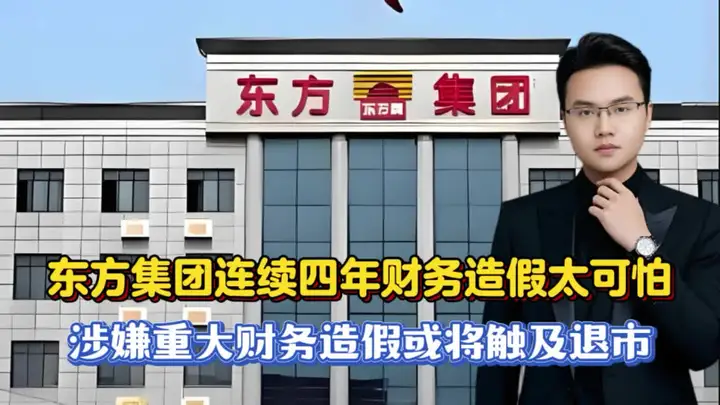 东方 集团
东方集团连续四年财务造假太可怕
涉嫌重大财务造假或将触及退市